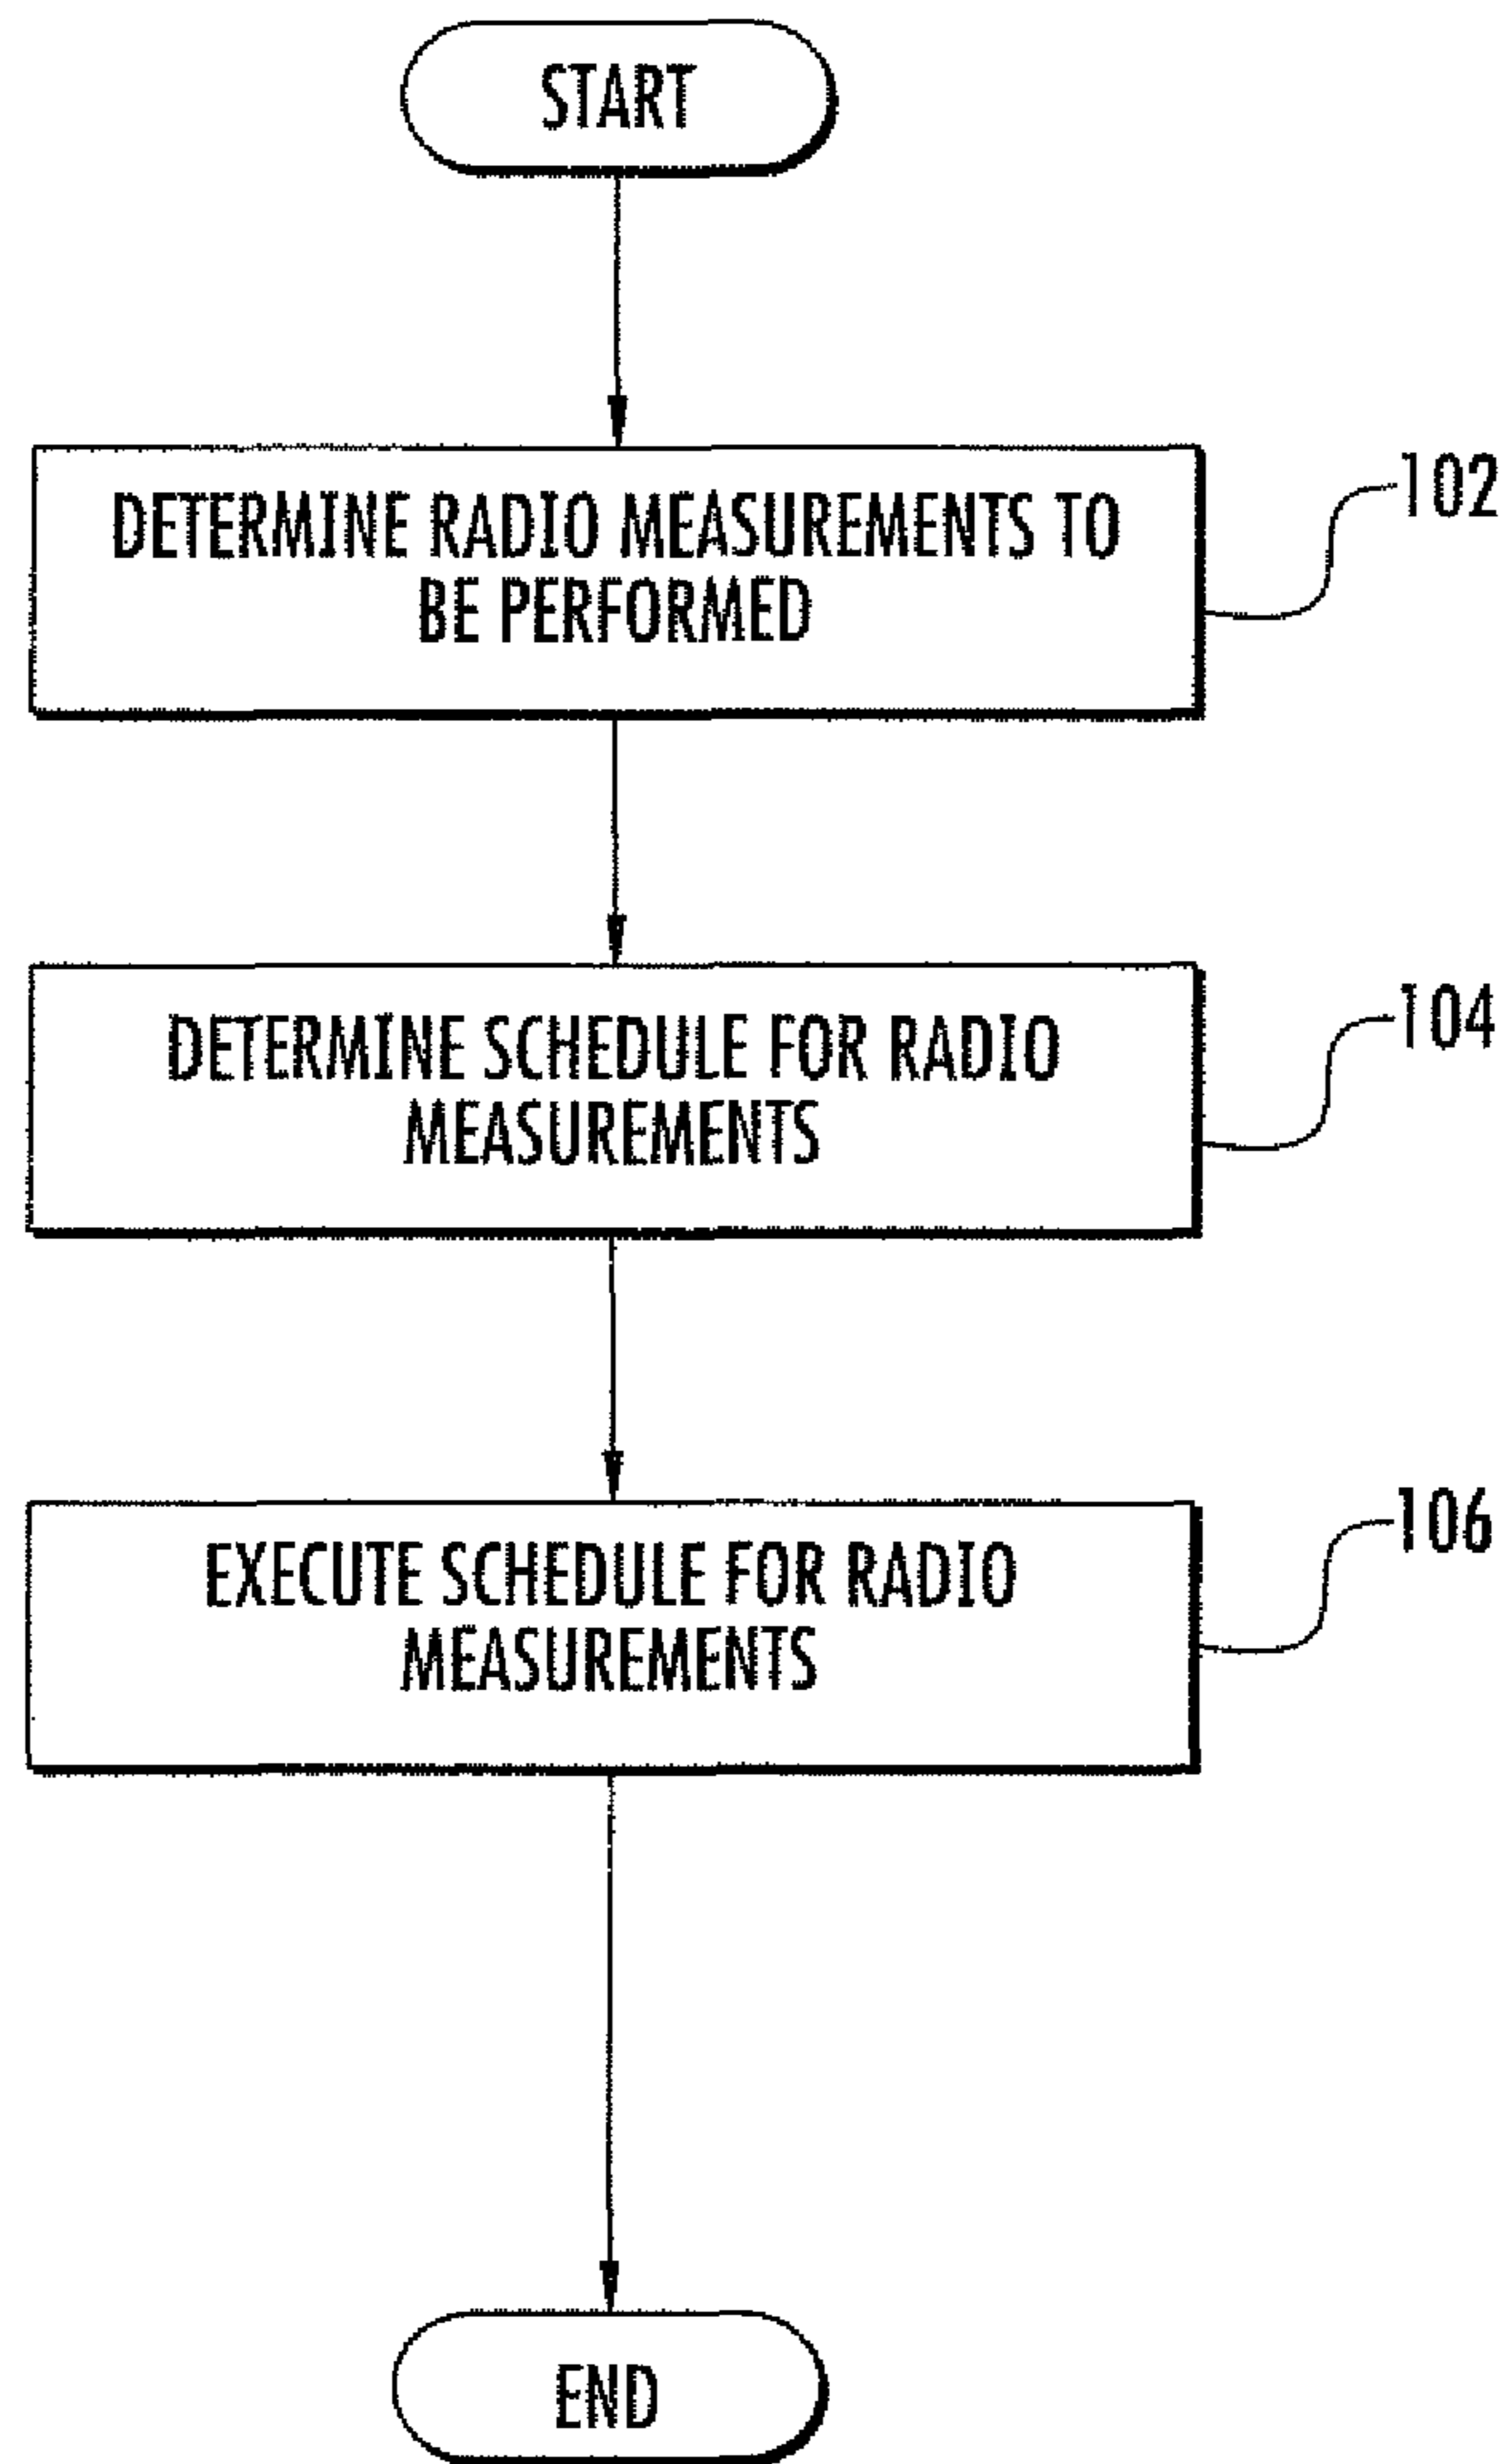 START
DETERMINE RADIO MEASUREMENTS TO
BE PERFORMED
102
DETERMINE SCHEDULE FOR RADIO
MEASUREMENTS
104
EXECUTE SCHEDULE FOR RADIO
MEASUREMENTS
106
END